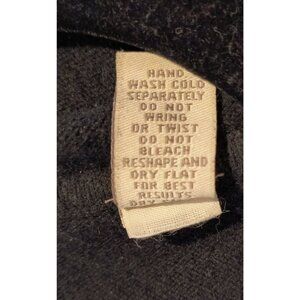 HAND
WASH COLD
SEPARATELY
DO NOT
WRING
OR TWIST
DO NOT
BLEACH
RESHAPE AND
DRY FLAT
FOR BEST
RESULTS
DRY